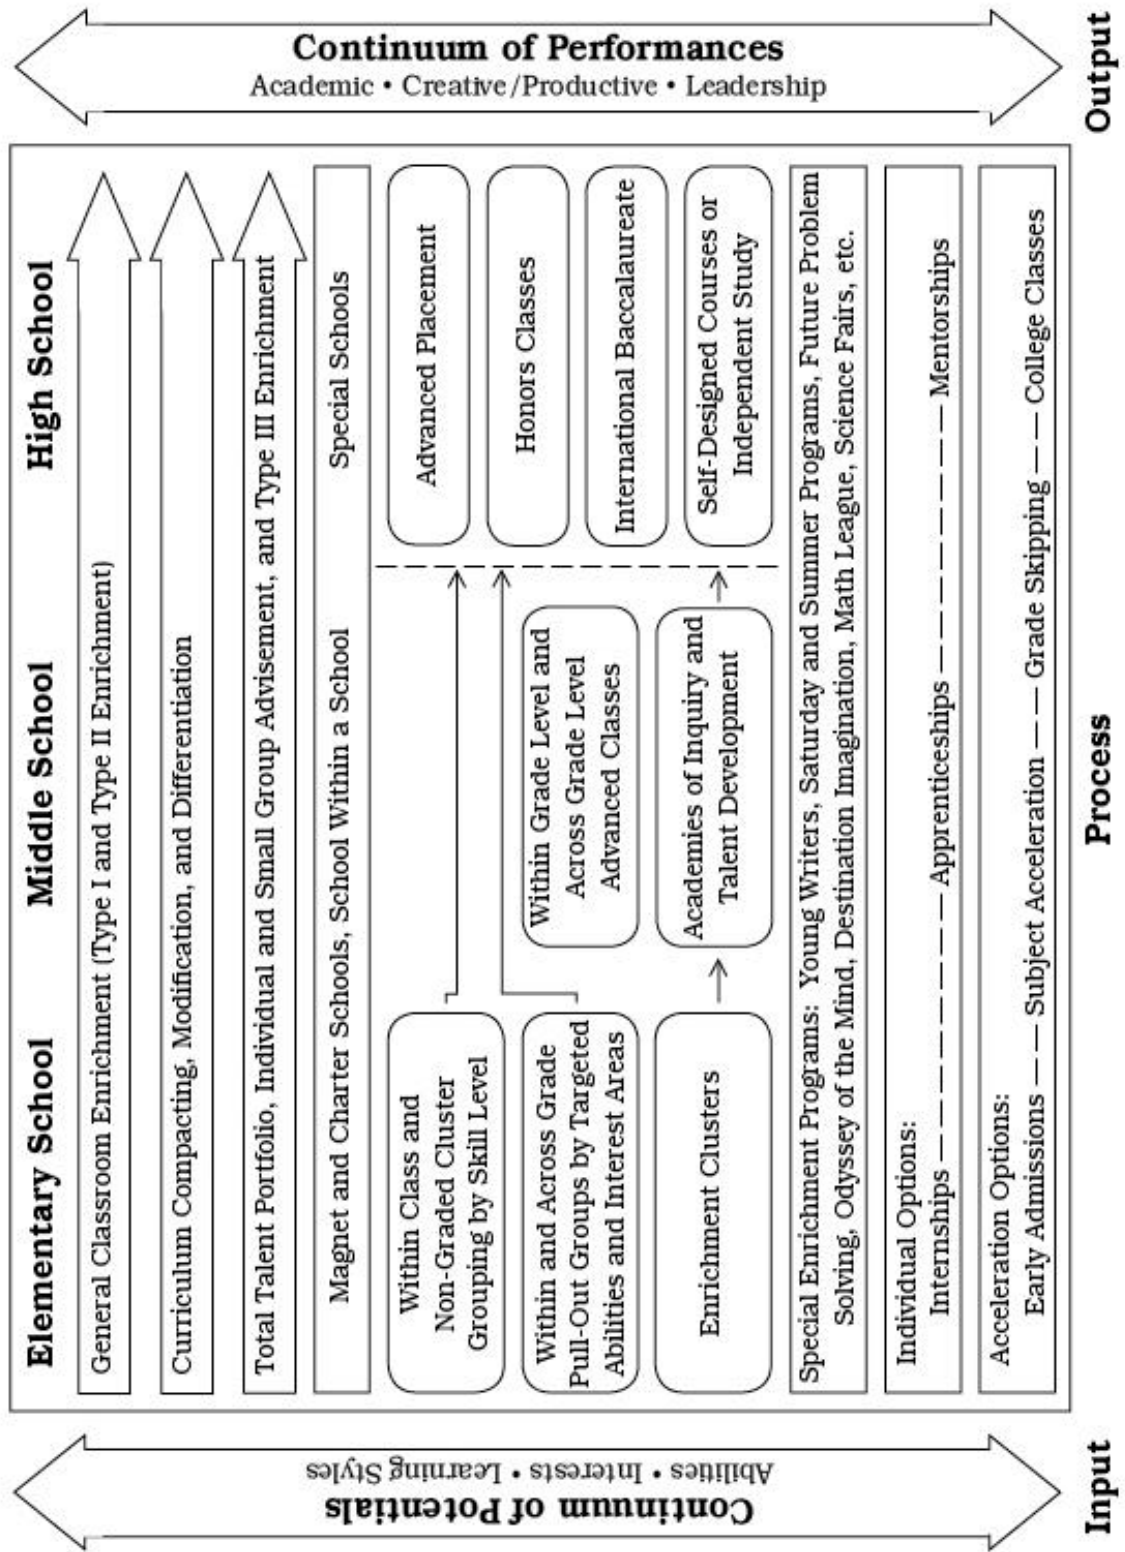 Continuum of Potentials
Abilities • Interests • Learning Styles
Input
Elementary School
Middle School
High School
General Classroom Enrichment (Type I and Type II Enrichment)
Curriculum Compacting, Modification, and Differentiation
Total Talent Portfolio, Individual and Small Group Advisement, and Type III Enrichment
Magnet and Charter Schools, School Within a School
Special Schools
Within Class and
Non-Graded Cluster
Grouping by Skill Level
Within and Across Grade
Pull-Out Groups by Targeted
Abilities and Interest Areas
Enrichment Clusters
Within Grade Level and
Across Grade Level
Advanced Classes
Academies of Inquiry and
Talent Development
Advanced Placement
Honors Classes
International Baccalaureate
Self-Designed Courses or
Independent Study
Special Enrichment Programs: Young Writers, Saturday and Summer Programs, Future Problem
Solving, Odyssey of the Mind, Destination Imagination, Math League, Science Fairs, etc.
Individual Options:
Internships — — — — — — Apprenticeships — — — — — — — Mentorships
Acceleration Options:
Early Admissions — — Subject Acceleration — — Grade Skipping — — College Classes
Process
Continuum of Performances
Academic • Creative/Productive • Leadership
Output